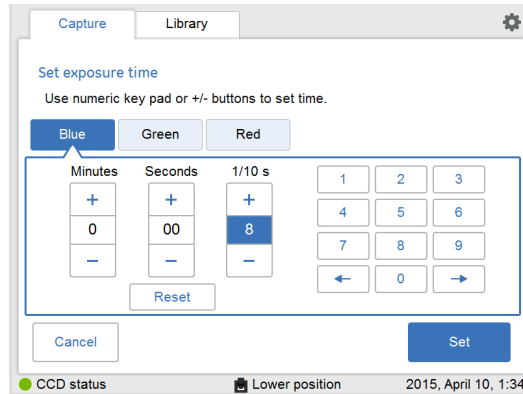 Capture Library
Set exposure time
Use numeric key pad or +/- buttons to set time.
Blue Green Red
Minutes Seconds 1/10 s
+ + + 1 2 3
0 00 8 4 5 6
− − − 7 8 9
← 0 →
Reset
Cancel Set
CCD status Lower position 2015, April 10, 1:34